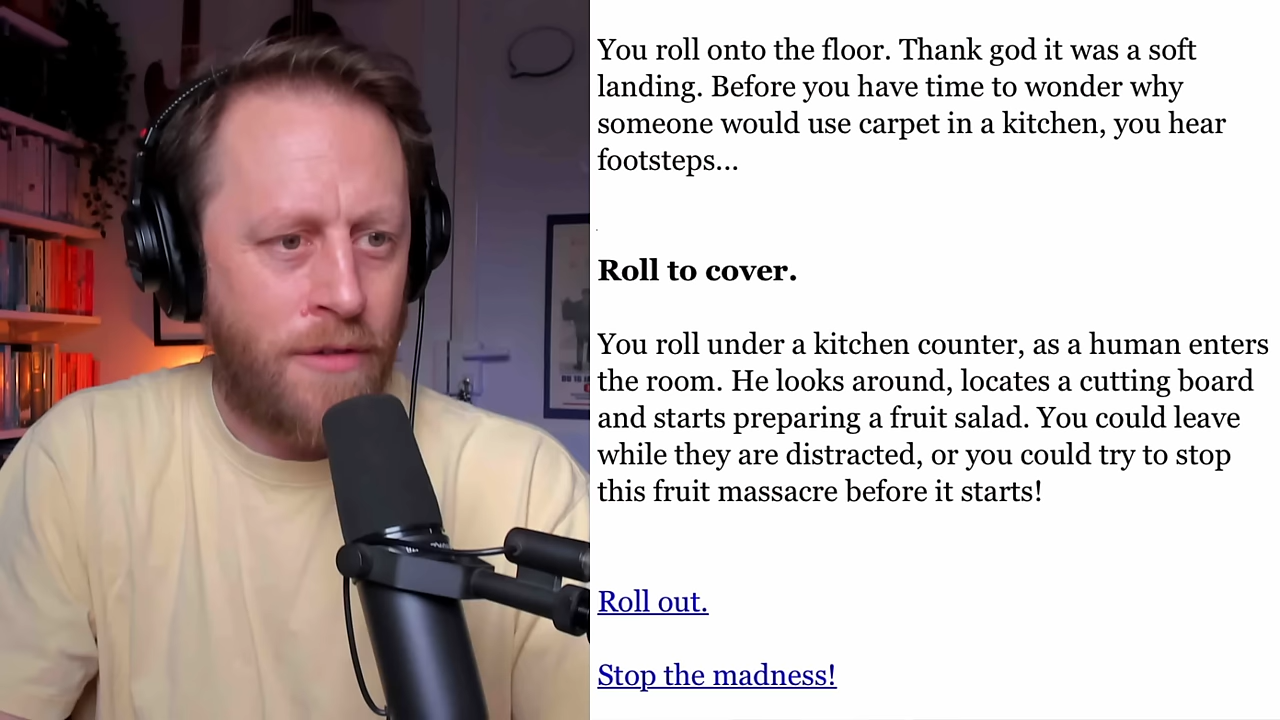 You roll onto the floor. Thank god it was a soft
landing. Before you have time to wonder why
someone would use carpet in a kitchen, you hear
footsteps...
Roll to cover.
You roll under a kitchen counter, as a human enters
the room. He looks around, locates a cutting board
and starts preparing a fruit salad. You could leave
while they are distracted, or you could try to stop
this fruit massacre before it starts!
Roll out.
Stop the madness!